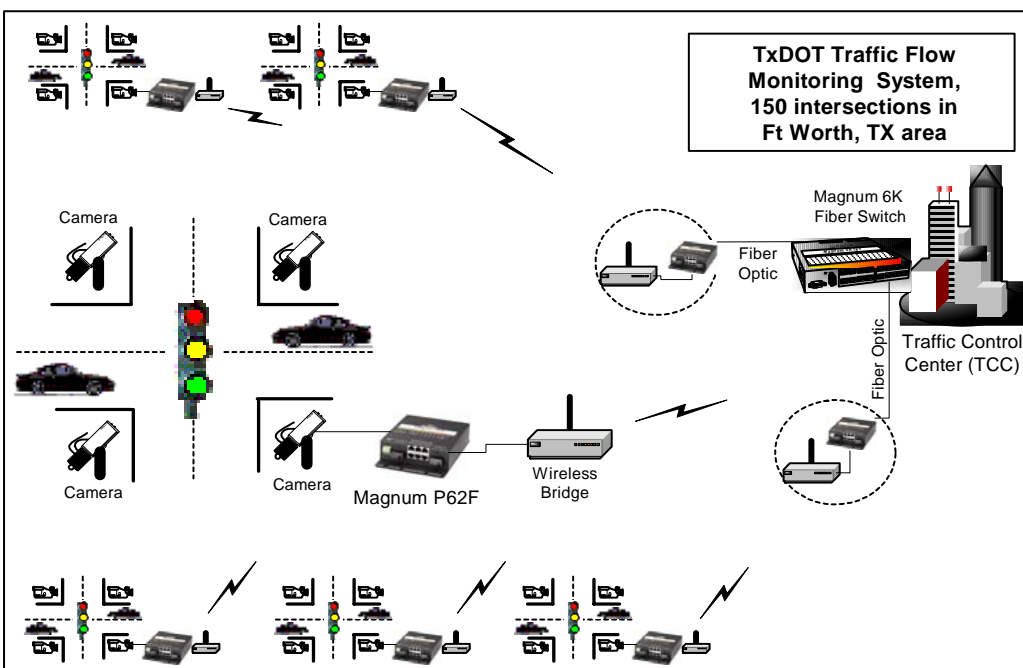 TxDOT Traffic Flow
Monitoring System,
150 intersections in
Ft Worth, TX area
Magnum 6K
Fiber Switch
Camera
Camera
Fiber
Optic
Traffic Control
Center (TCC)
Fiber Optic
Camera
Camera
Magnum P62F
Wireless
Bridge